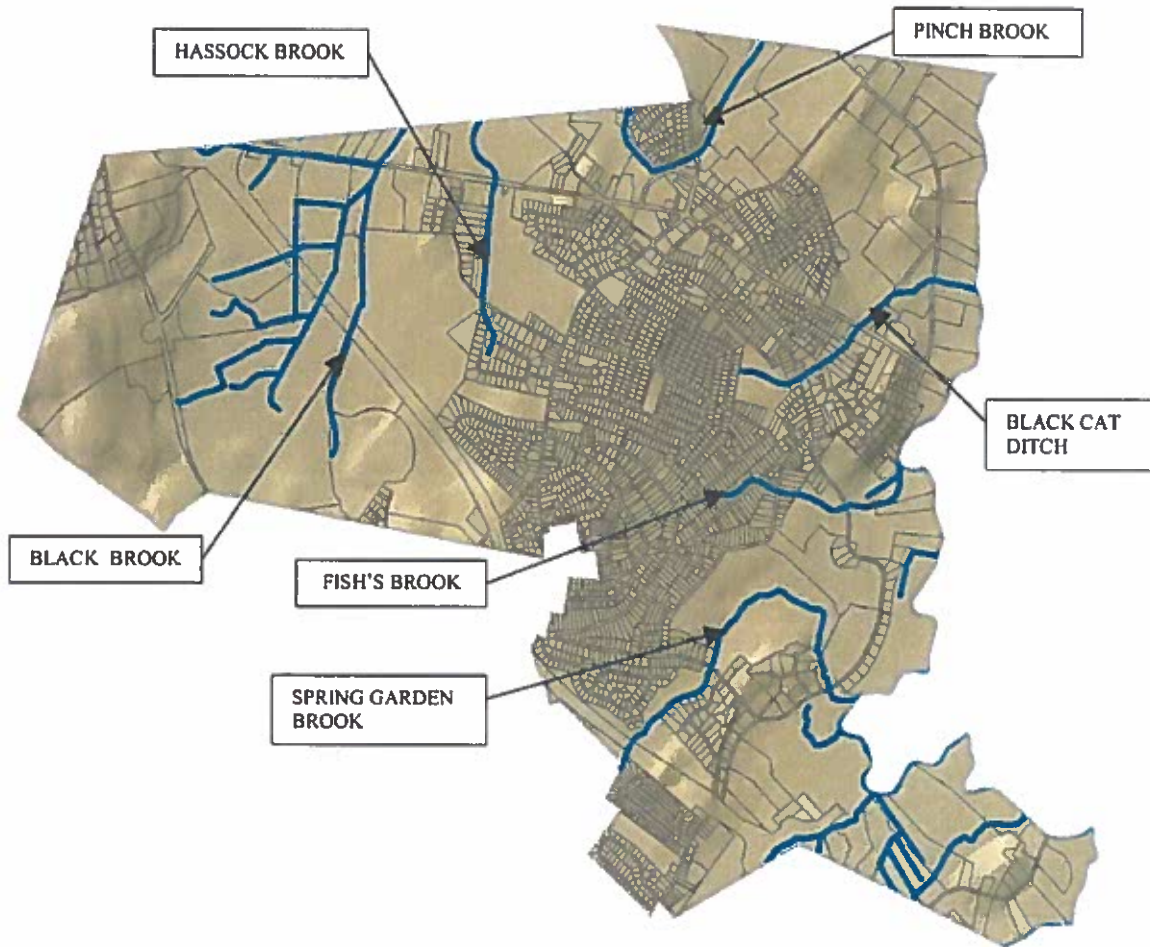 PINCH BROOK
HASSOCK BROOK
BLACK CAT
DITCH
BLACK BROOK
FISH'S BROOK
SPRING GARDEN
BROOK